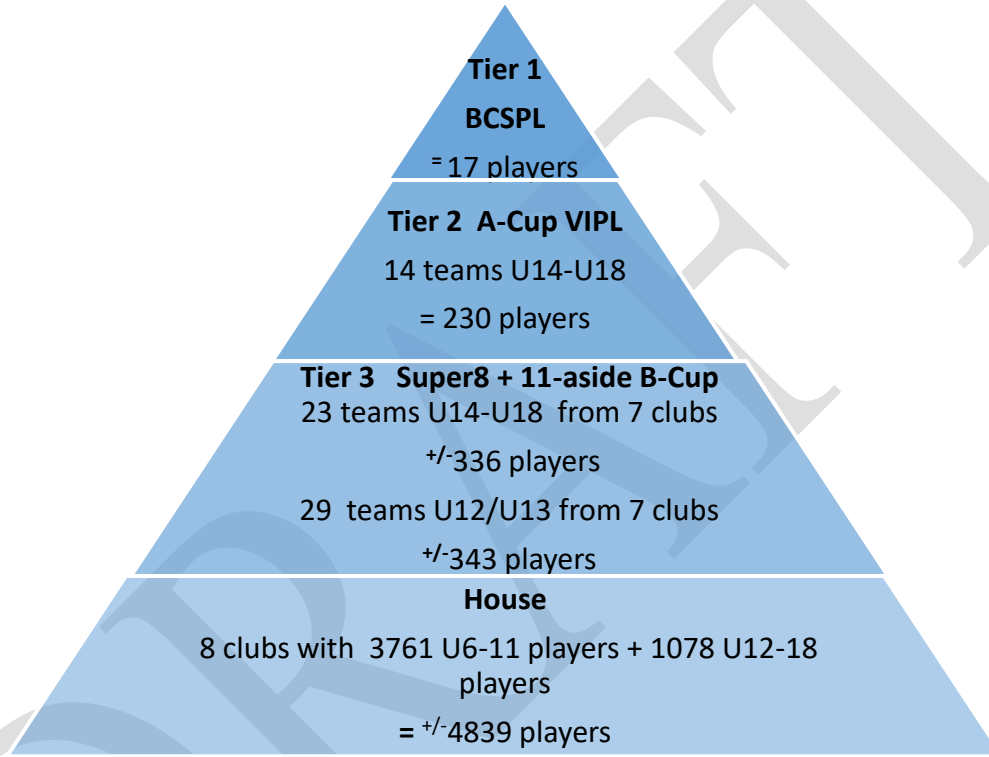 Tier 1
BCSPL
= 17 players
Tier 2 A-Cup VIPL
14 teams U14-U18
= 230 players
Tier 3 Super8 + 11-aside B-Cup
23 teams U14-U18 from 7 clubs
+/-336 players
29 teams U12/U13 from 7 clubs
+/-343 players
House
8 clubs with 3761 U6-11 players + 1078 U12-18
players
= +/-4839 players
DRAFT